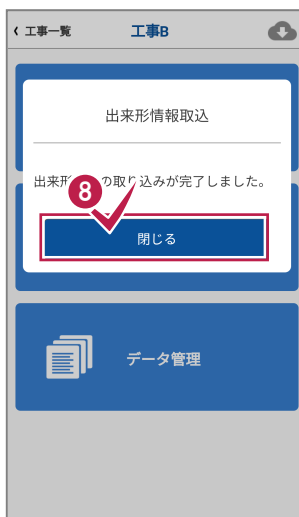 工事一覧 工事B
出来形情報取込
出来形 の取り込みが完了しました。
8
閉じる
データ管理